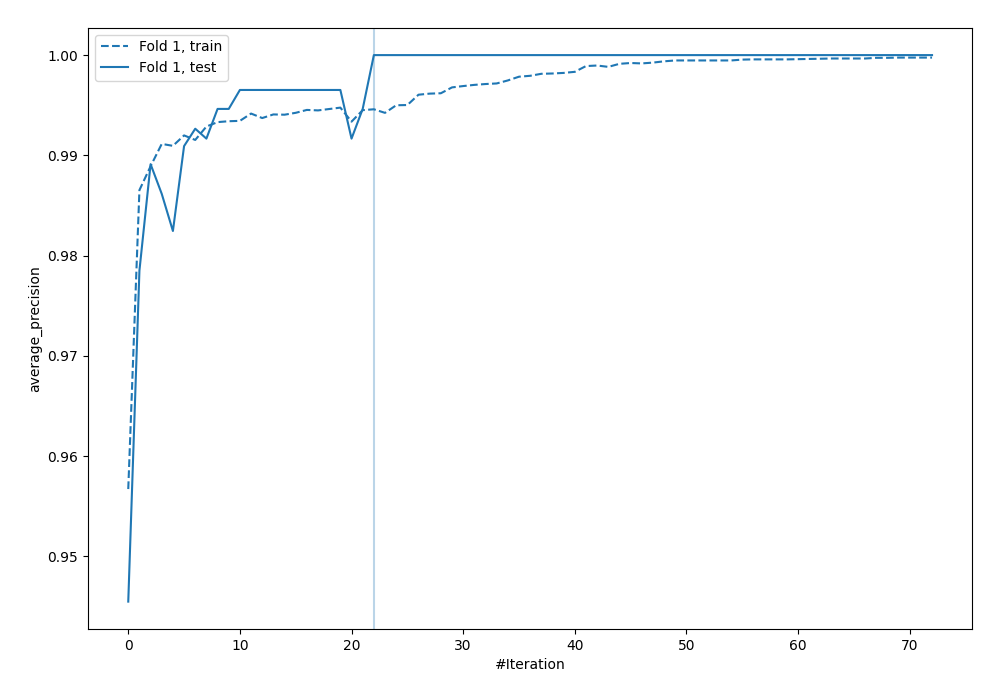 Fold 1, train
Fold 1, test
1.00
0.99
0.98
0.97
0.96
0.95
average_precision
0 10 20 30 40 50 60 70
#Iteration